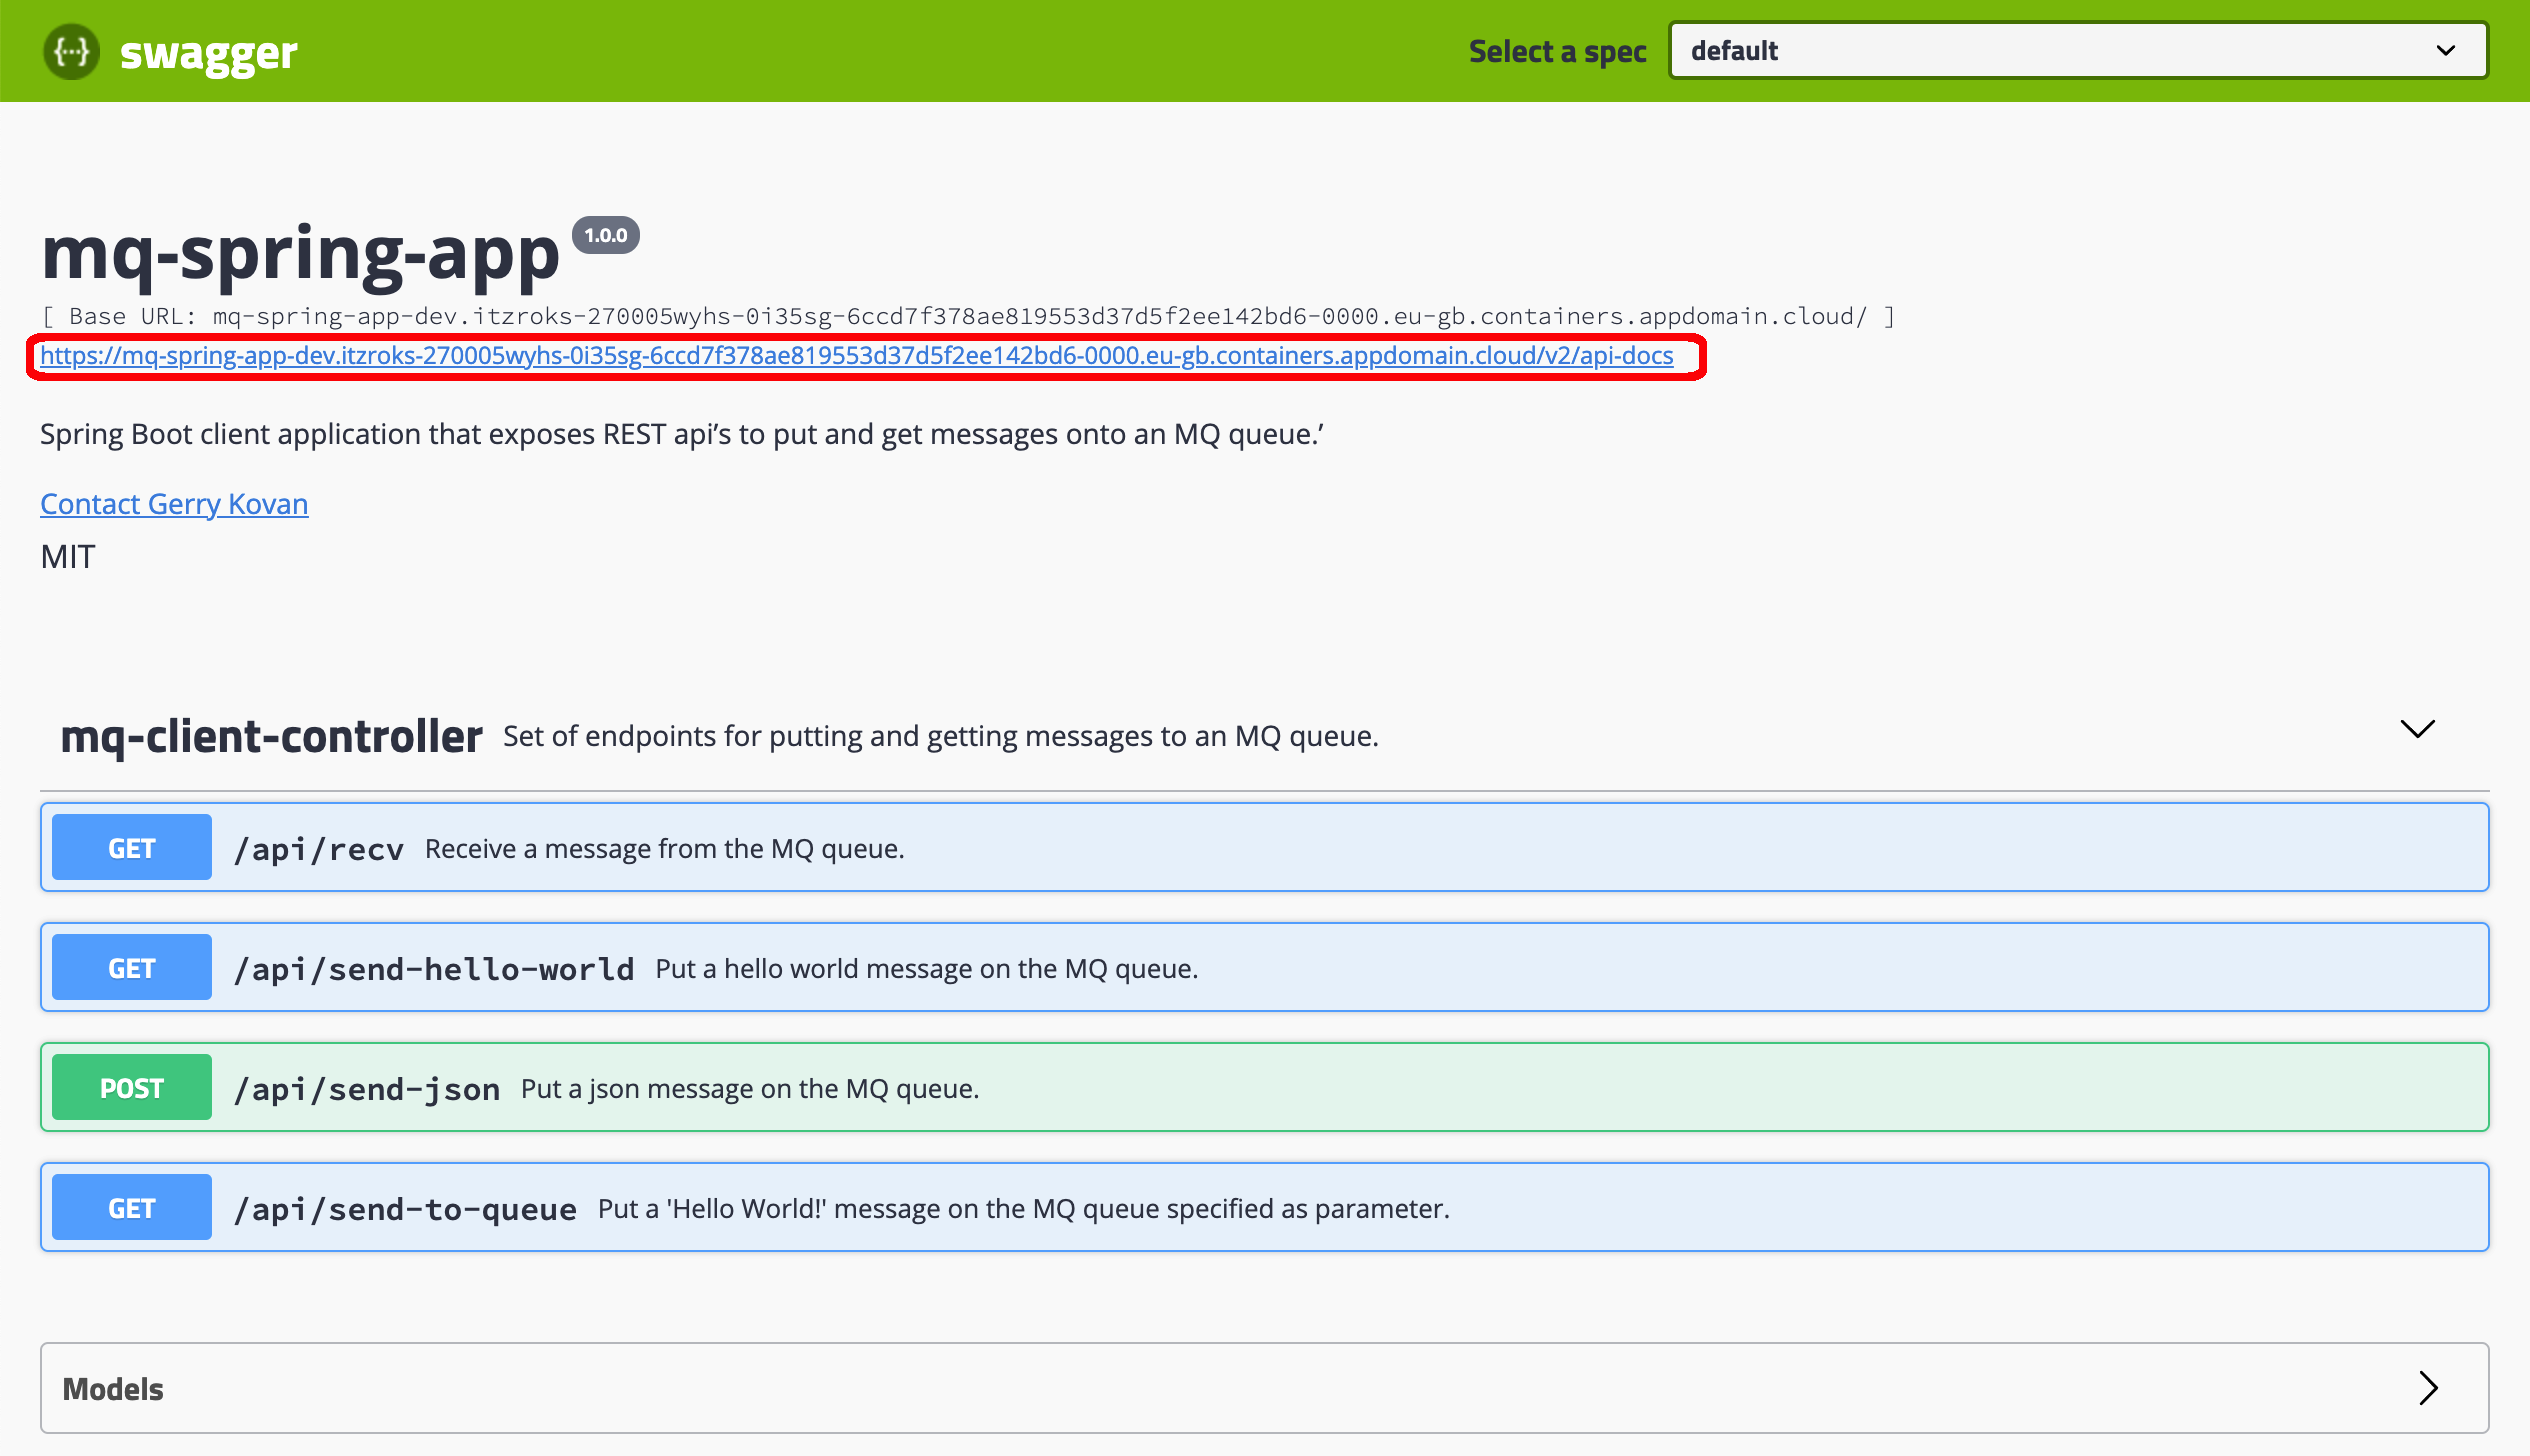 {···} swagger
Select a spec
default
mq-spring-app 1.0.0
[ Base URL: mq-spring-app-dev.itzroks-270005wyhs-0i35sg-6ccd7f378ae819553d37d5f2ee142bd6-0000.eu-gb.containers.appdomain.cloud/ ]
https://mq-spring-app-dev.itzroks-270005wyhs-0i35sg-6ccd7f378ae819553d37d5f2ee142bd6-0000.eu-gb.containers.appdomain.cloud/v2/api-docs
Spring Boot client application that exposes REST api’s to put and get messages onto an MQ queue.’
Contact Gerry Kovan
MIT
mq-client-controller Set of endpoints for putting and getting messages to an MQ queue.
GET /api/recv Receive a message from the MQ queue.
GET /api/send-hello-world Put a hello world message on the MQ queue.
POST /api/send-json Put a json message on the MQ queue.
GET /api/send-to-queue Put a 'Hello World!' message on the MQ queue specified as parameter.
Models